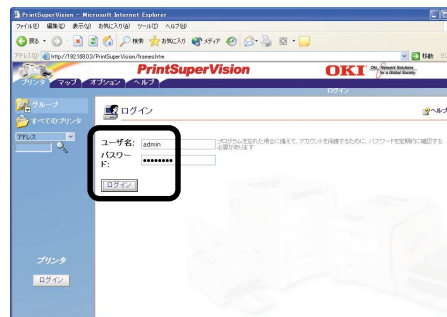 PrintSuperVision - Microsoft Internet Explorer
ファイル(F) 編集(E) 表示(V) お気に入り(A) ツール(T) ヘルプ(H)
戻る 検索 お気に入り メディア
アドレス(D) http://192.168.0.3/PrintSuperVision/frames.htm 移動
PrintSuperVision
OKI Network Solutions for a Global Society
プリンタ マップ オプション ヘルプ
ログイン
グループ
すべてのプリンタ
アドレス
ログイン
ヘルプ
ユーザ名: admin
パスワード: ••••••••
ログイン
プリンタ
ログイン